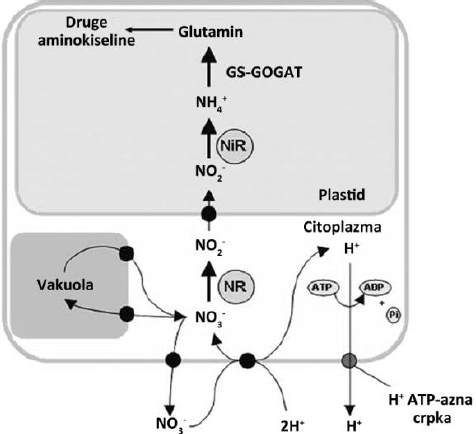 Druge
aminokiseline
Glutamin
GS-GOGAT
NH₄⁺
NiR
NO₂⁻
Plastid
Citoplazma
H⁺
NO₂⁻
ATP
ADP
+
Pi
Vakuola
NR
NO₃⁻
NO₃⁻
2H⁺
H⁺
H⁺ ATP-azna
crpka